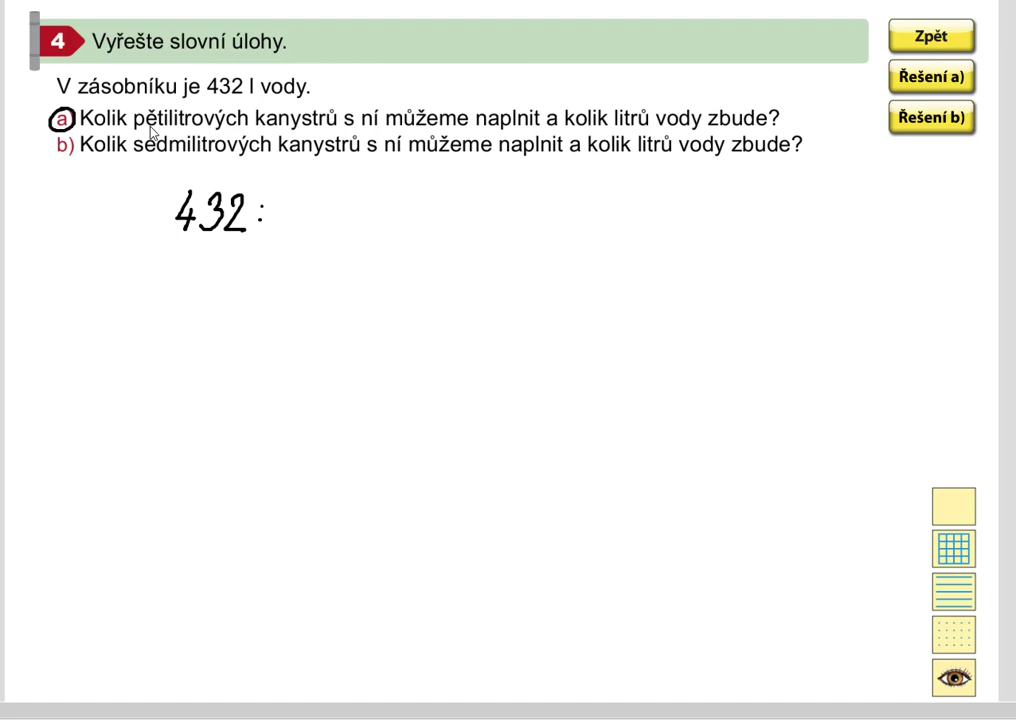 4 Vyřešte slovní úlohy.
Zpět
V zásobníku je 432 l vody.
Řešení a)
a) Kolik pětilitrových kanystrů s ní můžeme naplnit a kolik litrů vody zbude?
Řešení b)
b) Kolik sedmilitrových kanystrů s ní můžeme naplnit a kolik litrů vody zbude?
432 :